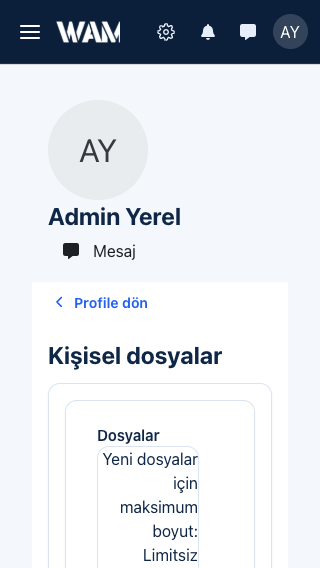 WAM
AY
AY
Admin Yerel
Mesaj
Profile dön
Kişisel dosyalar
Dosyalar
Yeni dosyalar
için
maksimum
boyut:
Limitsiz